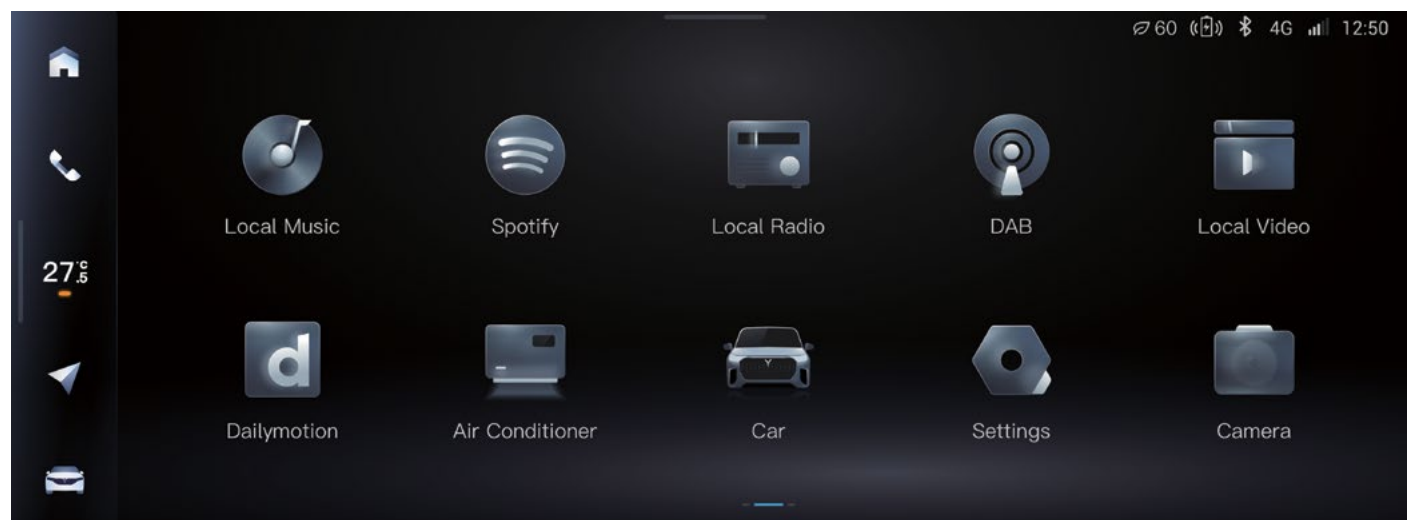 60 4G 12:50
Local Music Spotify Local Radio DAB Local Video
27.5°C
d
Dailymotion Air Conditioner Car Settings Camera